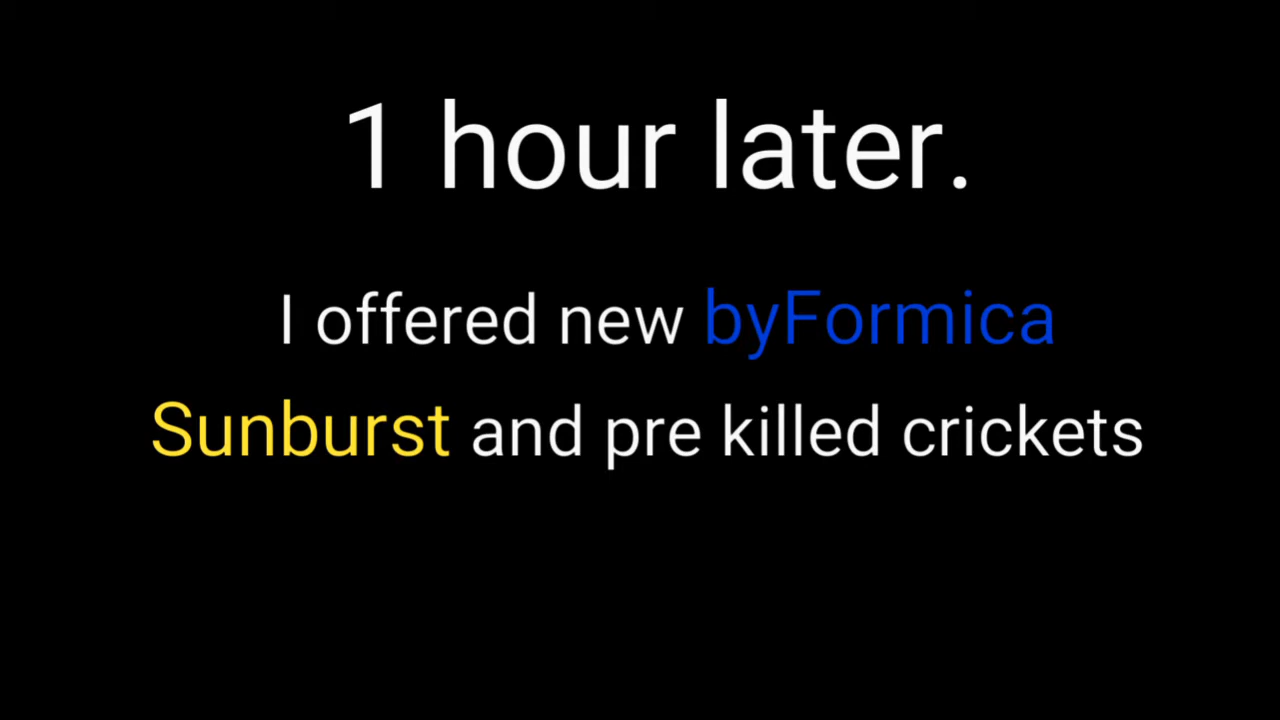 1 hour later.
I offered new byFormica
Sunburst and pre killed crickets